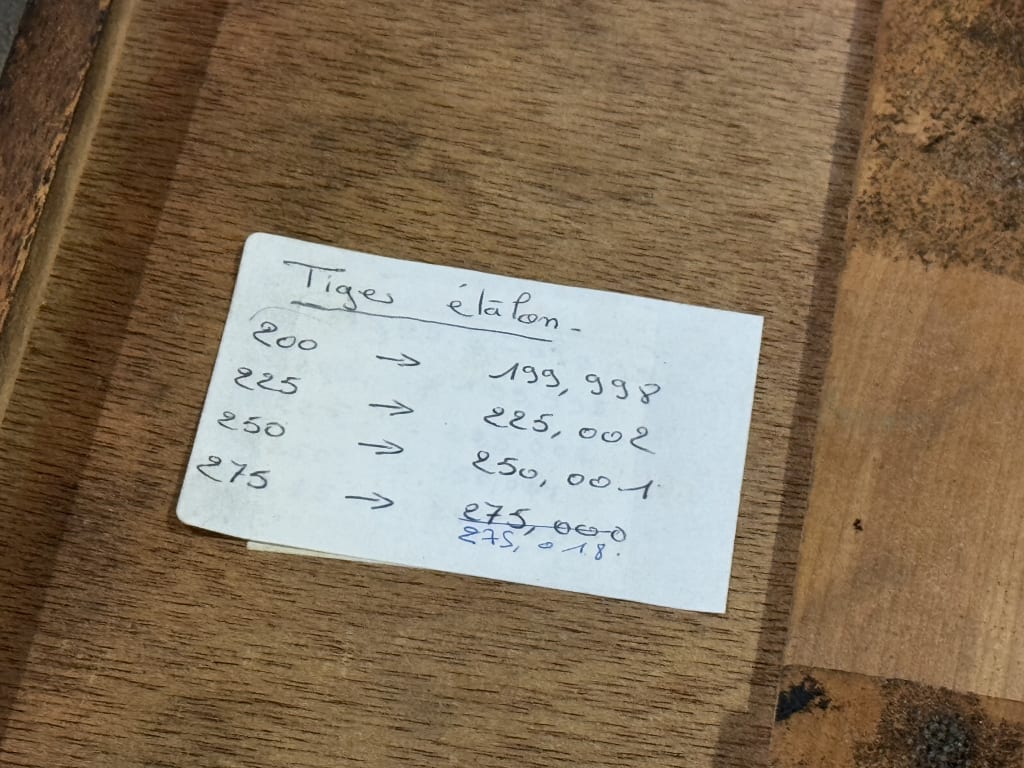 Tiges étalon.
200 → 199,998
225 → 225,002
250 → 250,001
275 → 275,000
275,018.